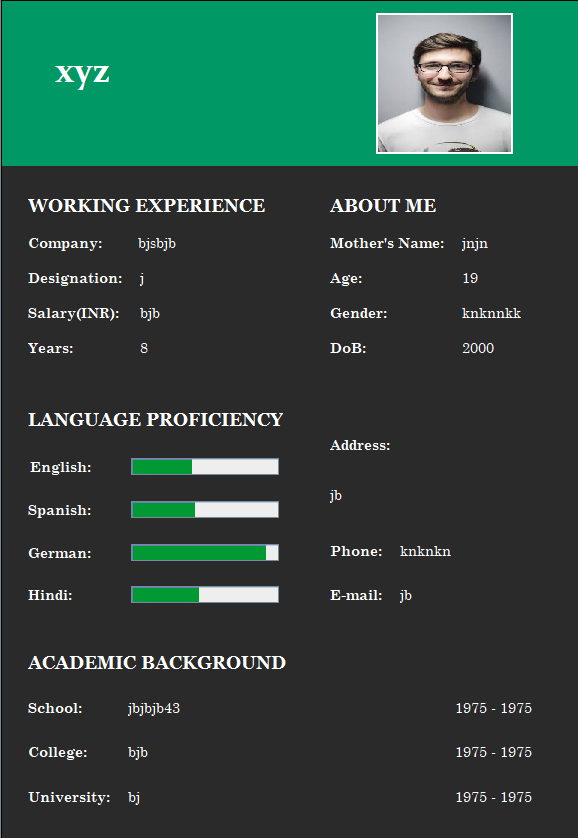 xyz
WORKING EXPERIENCE
Company: bjsbjb
Designation: j
Salary(INR): bjb
Years: 8
ABOUT ME
Mother's Name: jnjn
Age: 19
Gender: knknnkk
DoB: 2000
LANGUAGE PROFICIENCY
English:
Spanish:
German:
Hindi:
Address:
jb
Phone: knknkn
E-mail: jb
ACADEMIC BACKGROUND
School: jbjbjb43 1975 - 1975
College: bjb 1975 - 1975
University: bj 1975 - 1975